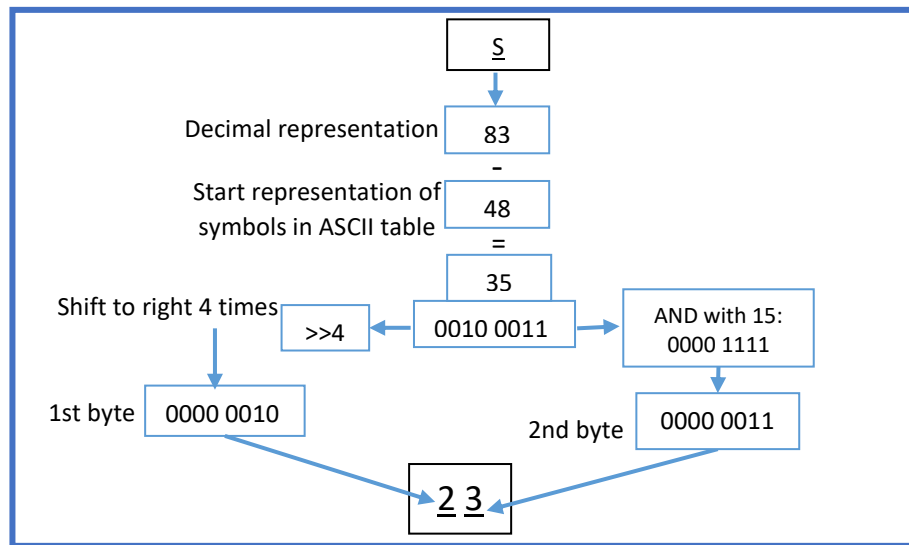 S
Decimal representation
83
-
Start representation of
symbols in ASCII table
48
=
35
Shift to right 4 times
>>4
0010 0011
AND with 15:
0000 1111
1st byte
0000 0010
2nd byte
0000 0011
2 3